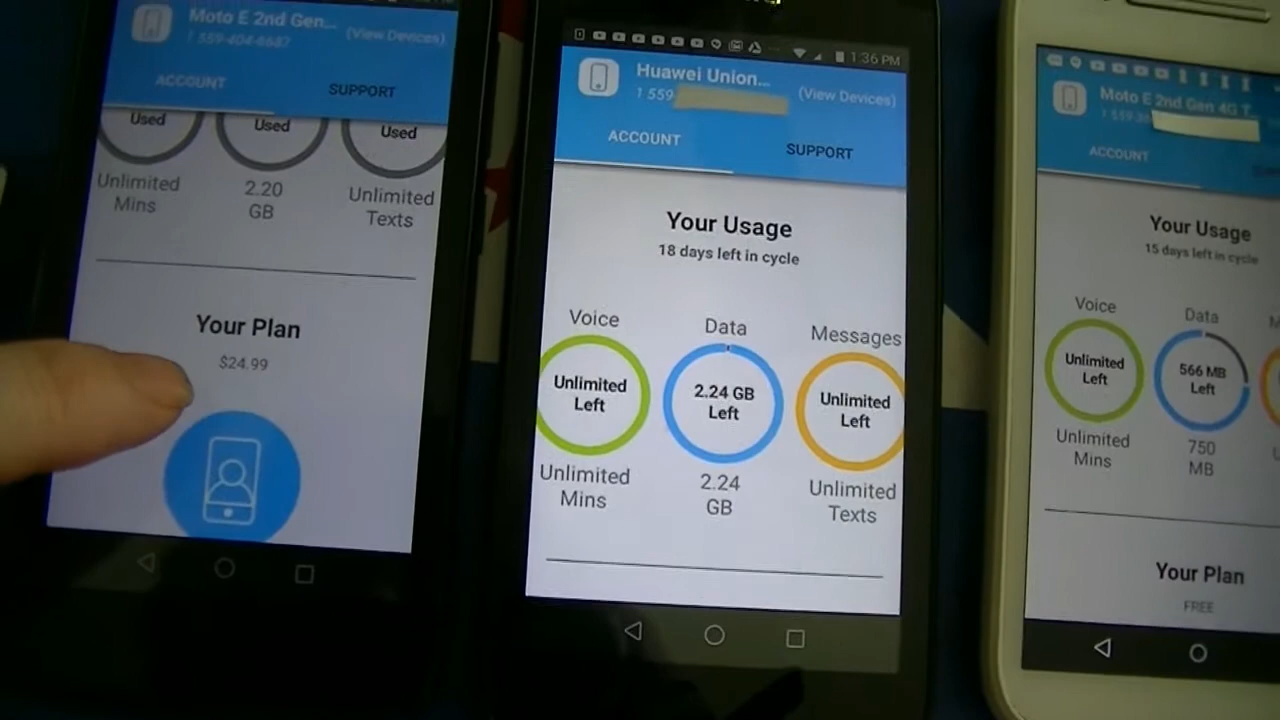 Moto E 2nd Gen...
(View Devices)
ACCOUNT
SUPPORT
Used
Used
Used
Unlimited
Mins
2.20
GB
Unlimited
Texts
Your Plan
$24.99
1:36 PM
Huawei Union...
1 559
(View Devices)
ACCOUNT
SUPPORT
Your Usage
18 days left in cycle
Voice
Data
Messages
Unlimited
Left
2.24 GB
Left
Unlimited
Left
Unlimited
Mins
2.24
GB
Unlimited
Texts
Moto E 2nd Gen 4G T...
ACCOUNT
Your Usage
15 days left in cycle
Voice
Data
Unlimited
Left
566 MB
Left
Unlimited
Mins
750
MB
Your Plan
FREE